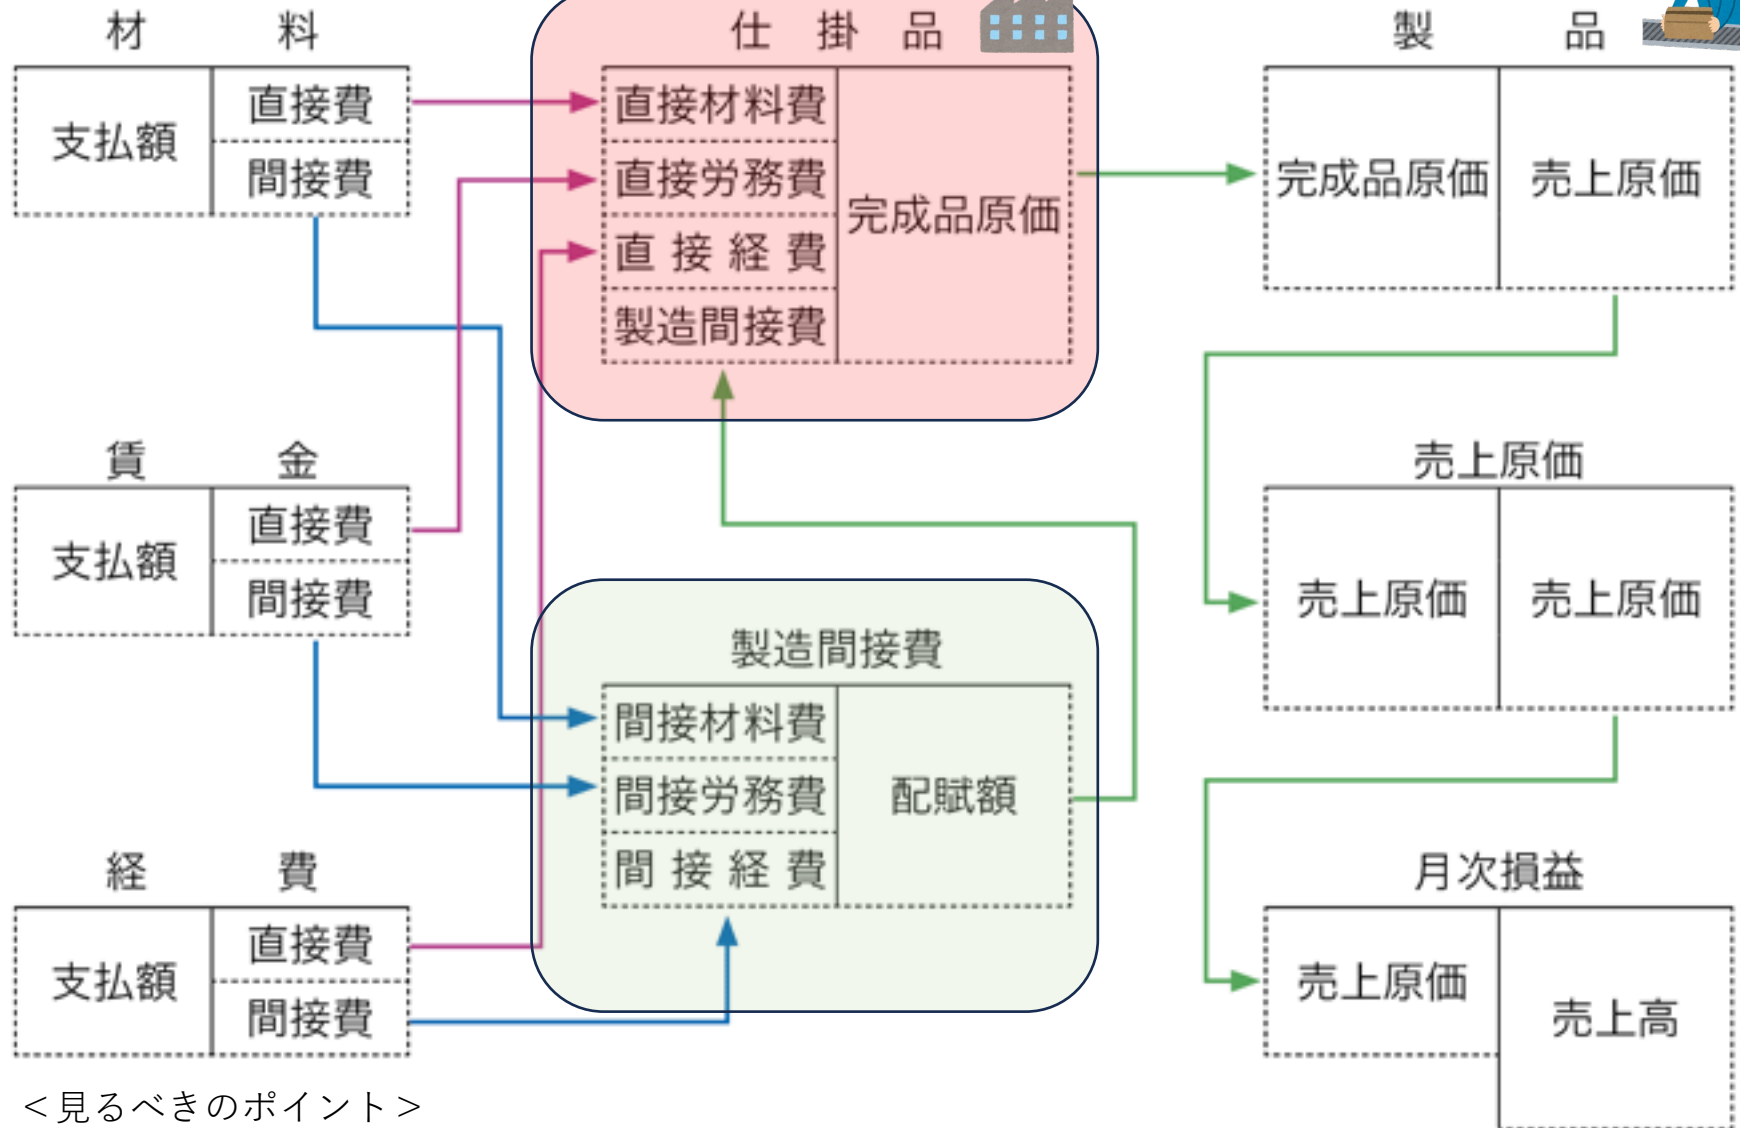 材　料
支払額
直接費
間接費
賃　金
支払額
直接費
間接費
経　費
支払額
直接費
間接費
仕掛品
直接材料費
直接労務費
直接経費
製造間接費
完成品原価
製造間接費
間接材料費
間接労務費
間接経費
配賦額
製　品
完成品原価
売上原価
売上原価
売上原価
売上原価
月次損益
売上原価
売上高
＜見るべきのポイント＞